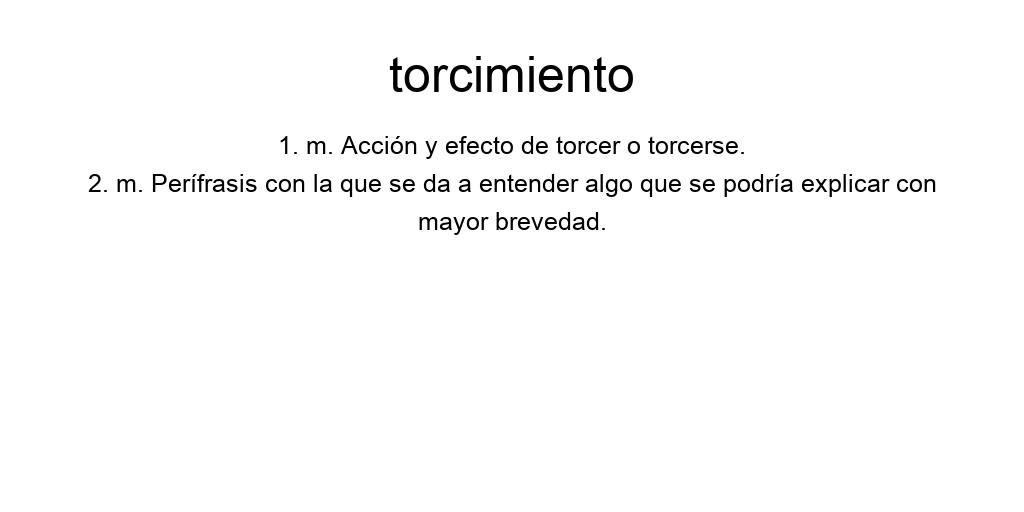 torcimiento
1. m. Acción y efecto de torcer o torcerse.
2. m. Perífrasis con la que se da a entender algo que se podría explicar con
mayor brevedad.